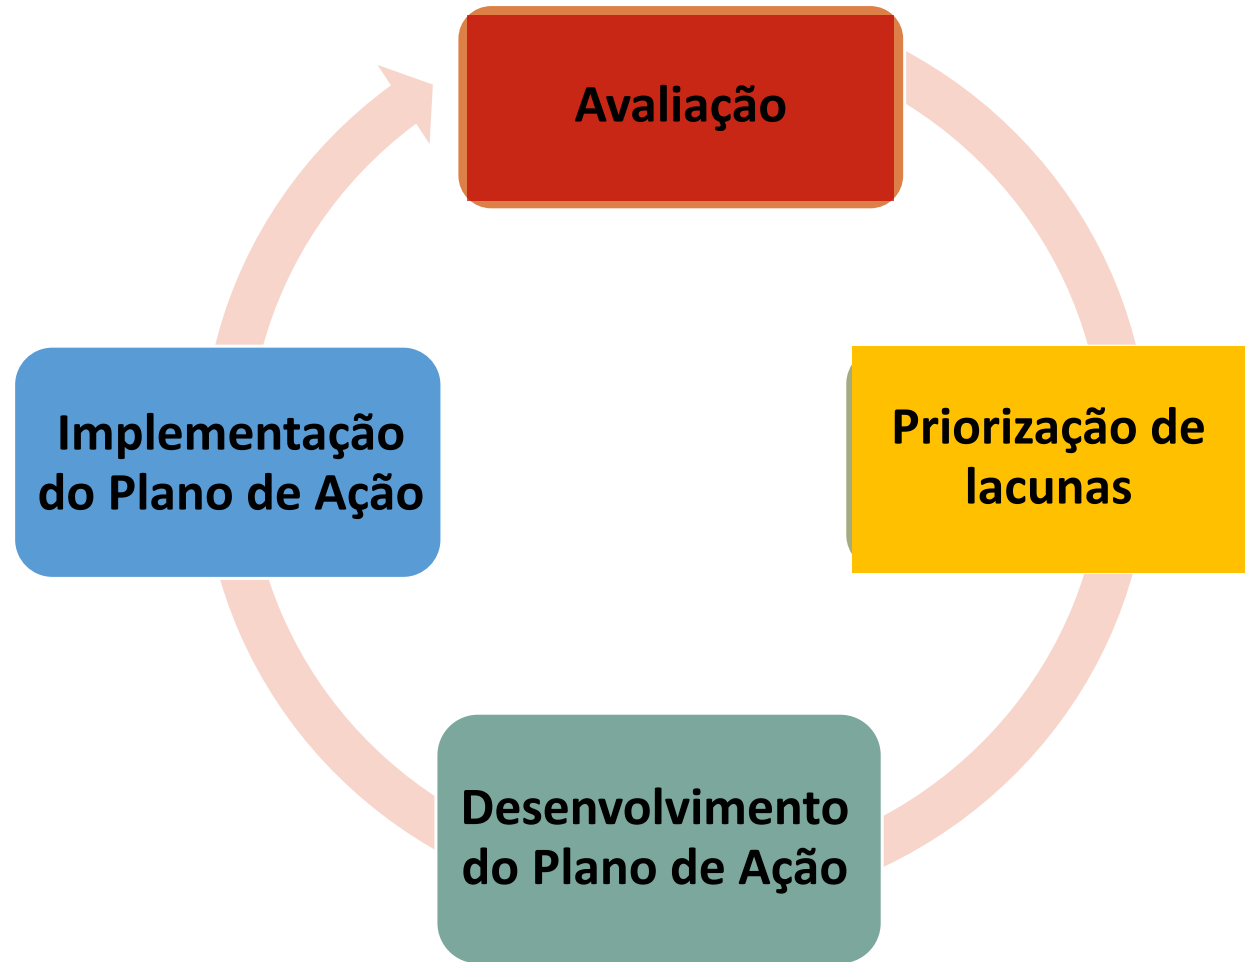 Avaliação
Priorização de
lacunas
Desenvolvimento
do Plano de Ação
Implementação
do Plano de Ação